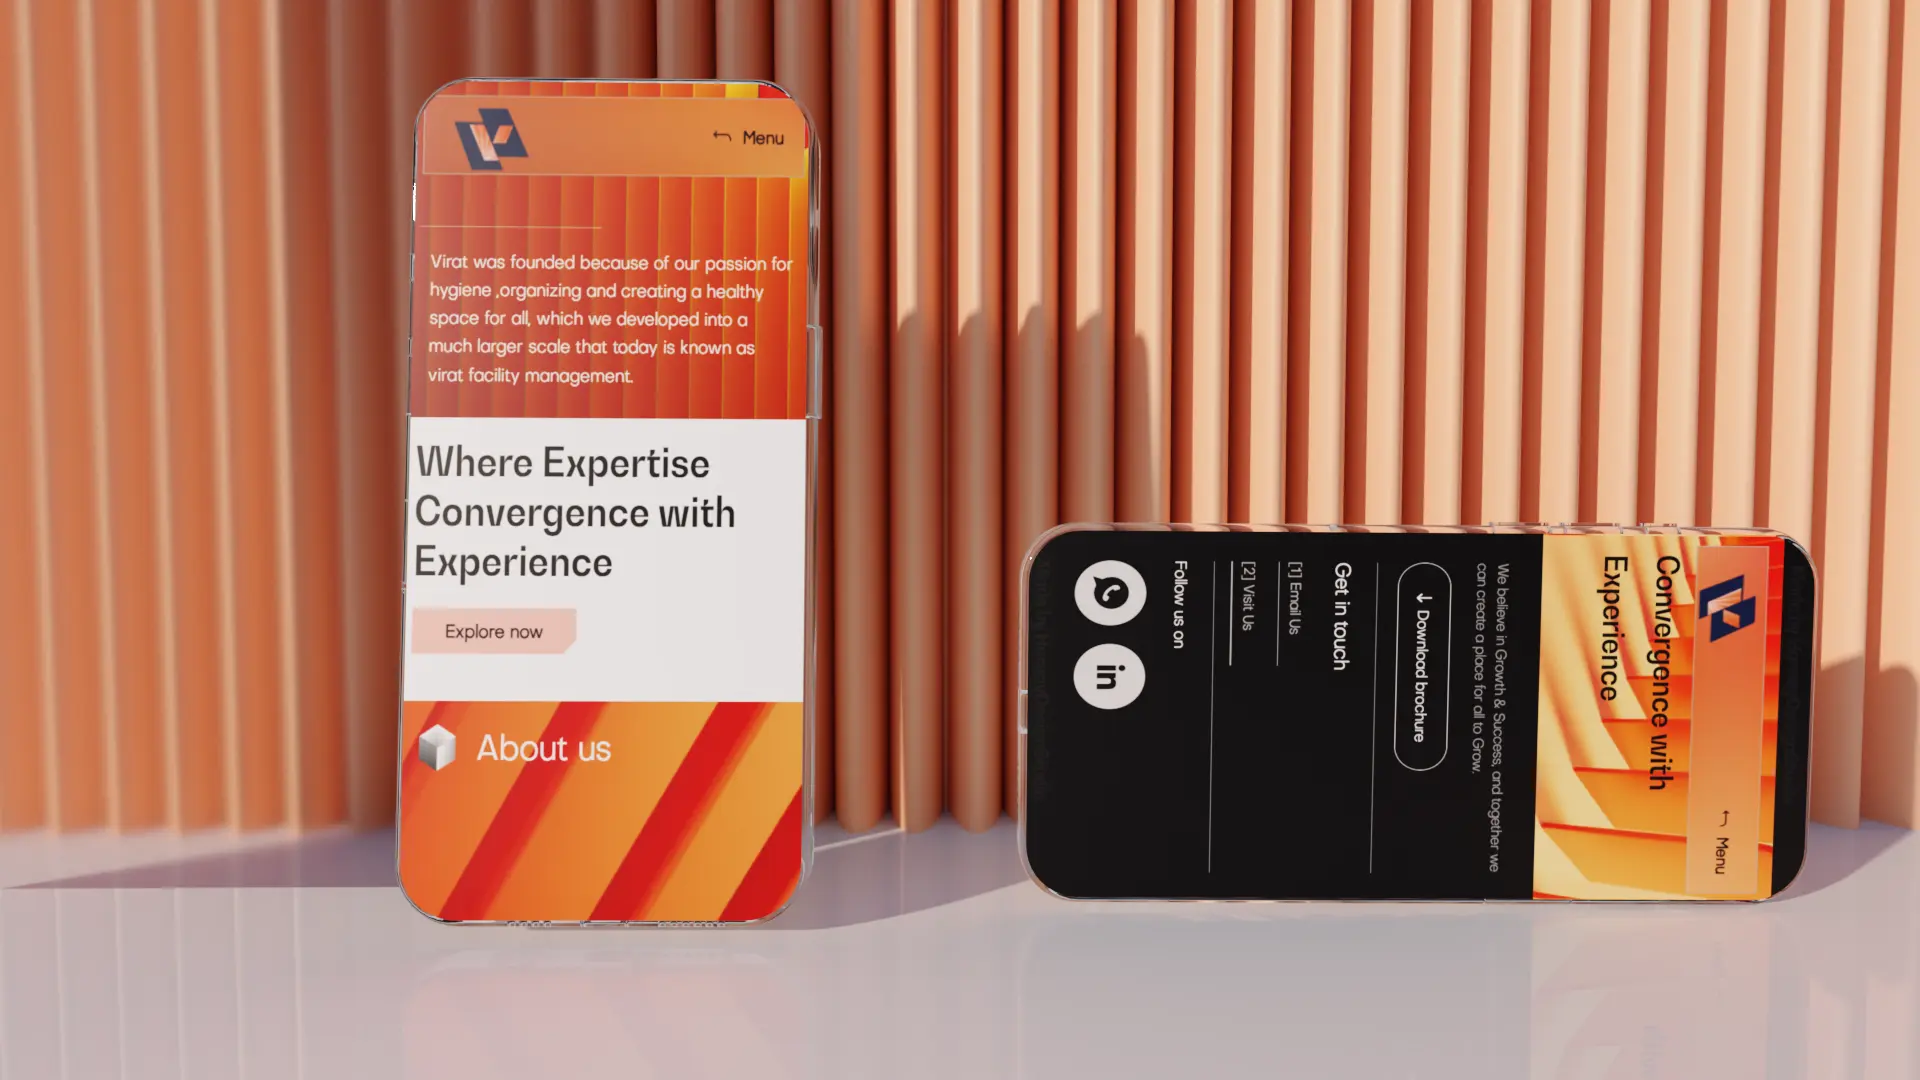 Menu
Virat was founded because of our passion for
hygiene ,organizing and creating a healthy
space for all, which we developed into a
much larger scale that today is known as
virat facility management.
Where Expertise
Convergence with
Experience
Explore now
About us
Menu
Convergence with
Experience
We believe in Growth & Success, and together we
can create a place for all to Grow.
Download brochure
Get in touch
[1] Email Us
[2] Visit Us
Follow us on
in